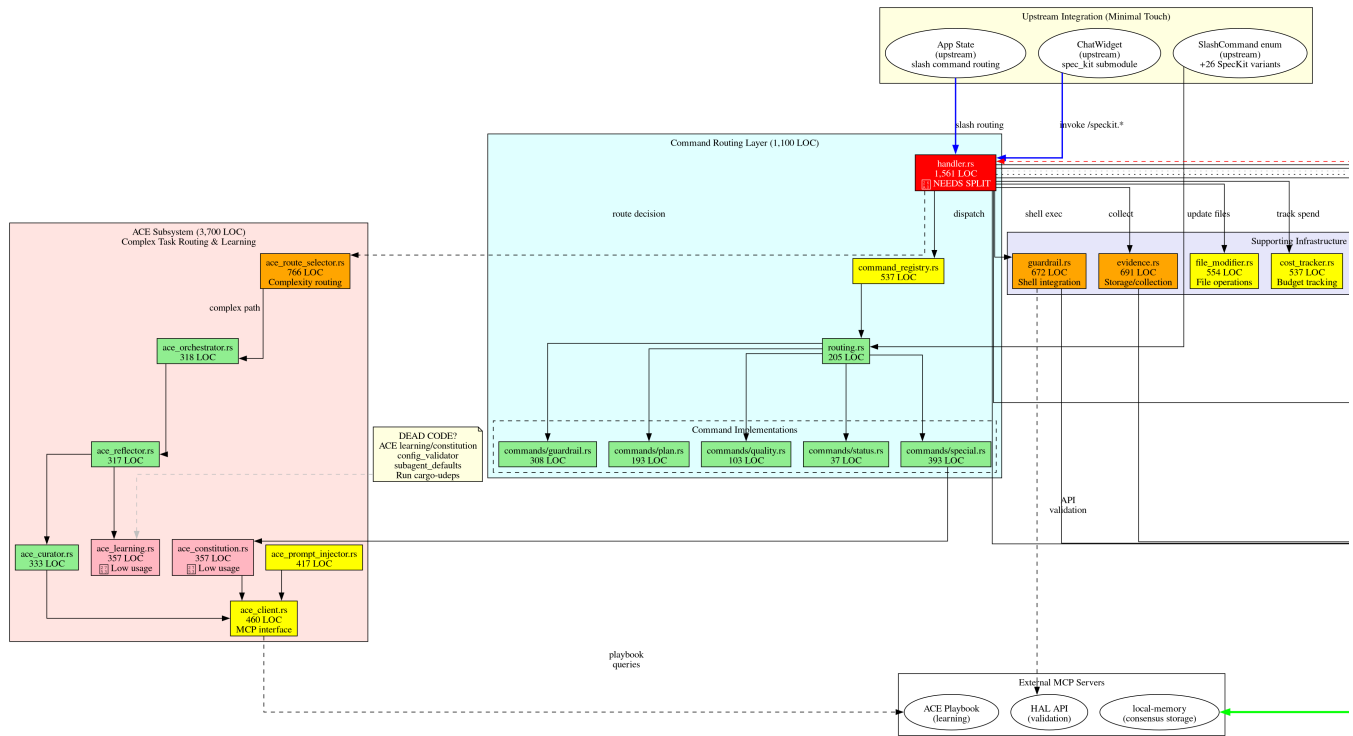 Upstream Integration (Minimal Touch)
App State
(upstream)
slash command routing
ChatWidget
(upstream)
spec_kit submodule
SlashCommand enum
(upstream)
+26 SpecKit variants
slash routing
invoke /speckit.*
Command Routing Layer (1,100 LOC)
handler.rs
1,561 LOC
NEEDS SPLIT
route decision
dispatch
shell exec
collect
update files
track spend
ACE Subsystem (3,700 LOC)
Complex Task Routing & Learning
ace_route_selector.rs
766 LOC
Complexity routing
command_registry.rs
537 LOC
Supporting Infrastructure
guardrail.rs
672 LOC
Shell integration
evidence.rs
691 LOC
Storage/collection
file_modifier.rs
554 LOC
File operations
cost_tracker.rs
537 LOC
Budget tracking
complex path
ace_orchestrator.rs
318 LOC
routing.rs
205 LOC
DEAD CODE?
ACE learning/constitution
config_validator
subagent_defaults
Run cargo-udeps
Command Implementations
commands/guardrail.rs
308 LOC
commands/plan.rs
193 LOC
commands/quality.rs
103 LOC
commands/status.rs
37 LOC
commands/special.rs
393 LOC
ace_reflector.rs
317 LOC
API
validation
ace_curator.rs
333 LOC
ace_learning.rs
357 LOC
Low usage
ace_constitution.rs
357 LOC
Low usage
ace_prompt_injector.rs
417 LOC
ace_client.rs
460 LOC
MCP interface
playbook
queries
External MCP Servers
ACE Playbook
(learning)
HAL API
(validation)
local-memory
(consensus storage)